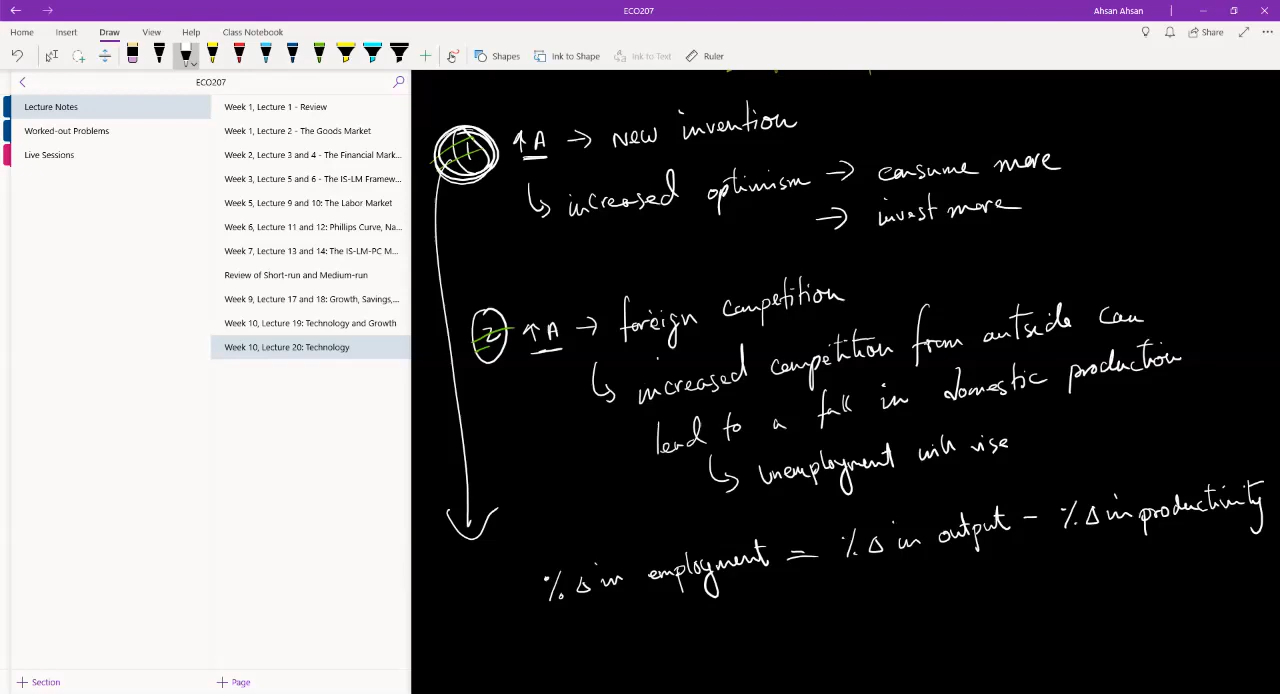 ECO207
Ahsan Ahsan
Home Insert Draw View Help Class Notebook
Share
Shapes Ink to Shape Ink to Text Ruler
ECO207
Lecture Notes
Worked-out Problems
Live Sessions
Week 1, Lecture 1 - Review
Week 1, Lecture 2 - The Goods Market
Week 2, Lecture 3 and 4 - The Financial Mark...
Week 3, Lecture 5 and 6 - The IS-LM Framew...
Week 5, Lecture 9 and 10: The Labor Market
Week 6, Lecture 11 and 12: Phillips Curve, Na...
Week 7, Lecture 13 and 14: The IS-LM-PC M...
Review of Short-run and Medium-run
Week 9, Lecture 17 and 18: Growth, Savings,...
Week 10, Lecture 19: Technology and Growth
Week 10, Lecture 20: Technology
+ Section
+ Page
1 ↑A → new invention
↳ increased optimism → consume more
→ invest more
2 ↑A → foreign competition
↳ increased competition from outside can
lead to a fall in domestic production
↳ unemployment will rise
% Δ in employment = % Δ in output - % Δ in productivity